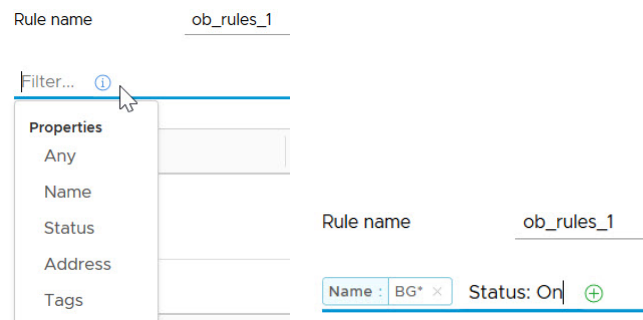 Rule name ob_rules_1
Filter...
Properties
Any
Name
Status
Address
Tags
Rule name ob_rules_1
Name : BG* × Status: On